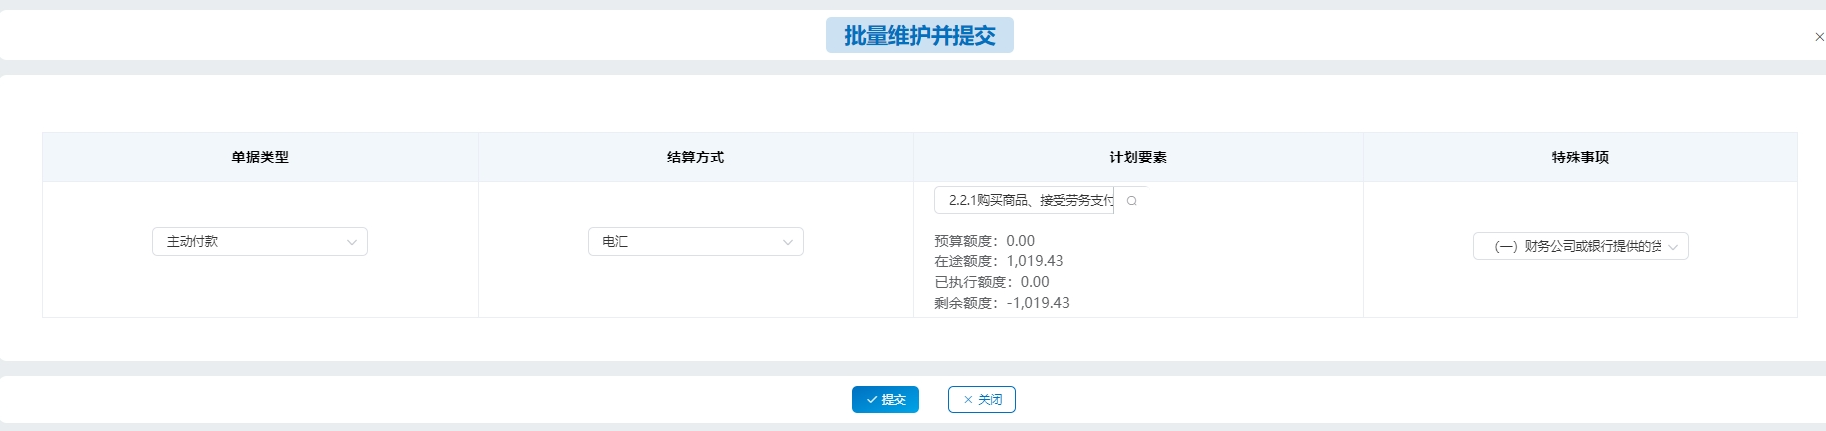 批量维护并提交
单据类型 结算方式 计划要素 特殊事项
主动付款 电汇 2.2.1购买商品、接受劳务支付 （一）财务公司或银行提供的贷
预算额度：0.00
在途额度：1,019.43
已执行额度：0.00
剩余额度：-1,019.43
提交 关闭